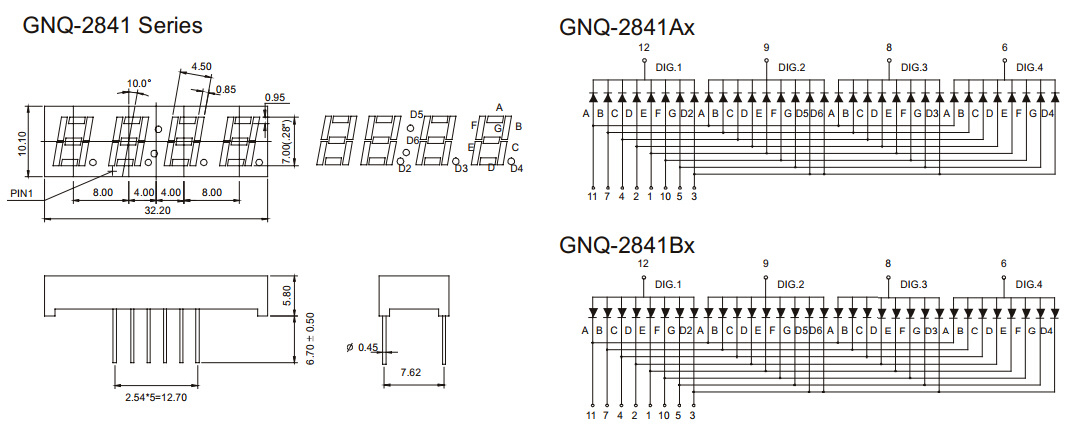 GNQ-2841 Series
4.50
10.0°
0.85
0.95
10.10
7.00(.28")
PIN1
8.00 4.00 4.00 8.00
32.20
D5
A
F G B
D6
E C
D2 D3 D D4
5.80
6.70 ± 0.50
2.54*5=12.70
Ø 0.45
7.62
GNQ-2841Ax
12 9 8 6
DIG.1 DIG.2 DIG.3 DIG.4
A B C D E F G D2 A B C D E F G D5 D6 A B C D E F G D3 A B C D E F G D4
11 7 4 2 1 10 5 3
GNQ-2841Bx
12 9 8 6
DIG.1 DIG.2 DIG.3 DIG.4
A B C D E F G D2 A B C D E F G D5 D6 A B C D E F G D3 A B C D E F G D4
11 7 4 2 1 10 5 3